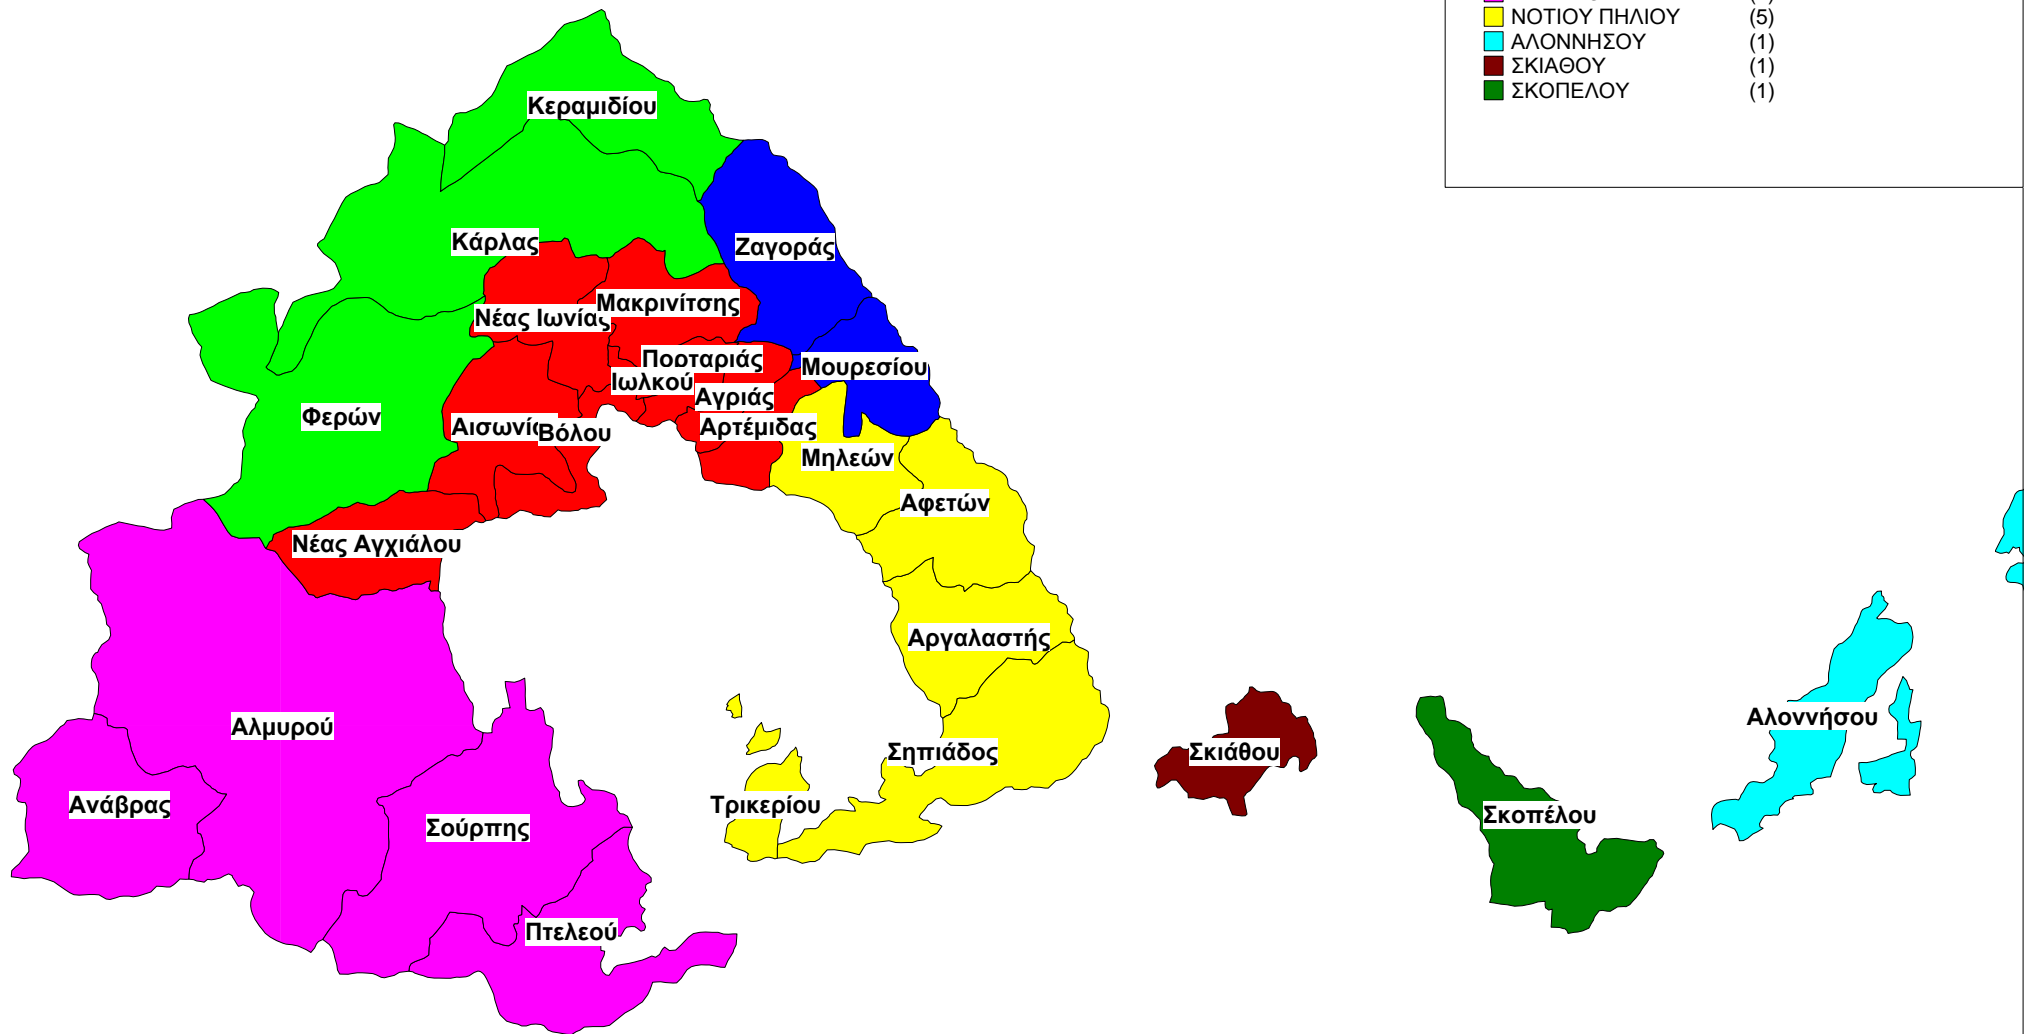 ΝΟΤΙΟΥ ΠΗΛΙΟΥ (5)
ΑΛΟΝΝΗΣΟΥ (1)
ΣΚΙΑΘΟΥ (1)
ΣΚΟΠΕΛΟΥ (1)
Κεραμιδίου
Κάρλας
Ζαγοράς
Μακρινίτσης
Νέας Ιωνίας
Πορταριάς
Μουρεσίου
Ιωλκού
Αγριάς
Φερών
Αρτέμιδας
Βόλου
Μηλεών
Αφετών
Νέας Αγχιάλου
Αργαλαστής
Αλοννήσου
Αλμυρού
Σηπιάδος
Σκιάθου
Ανάβρας
Τρικερίου
Σκοπέλου
Σούρπης
Πτελεού